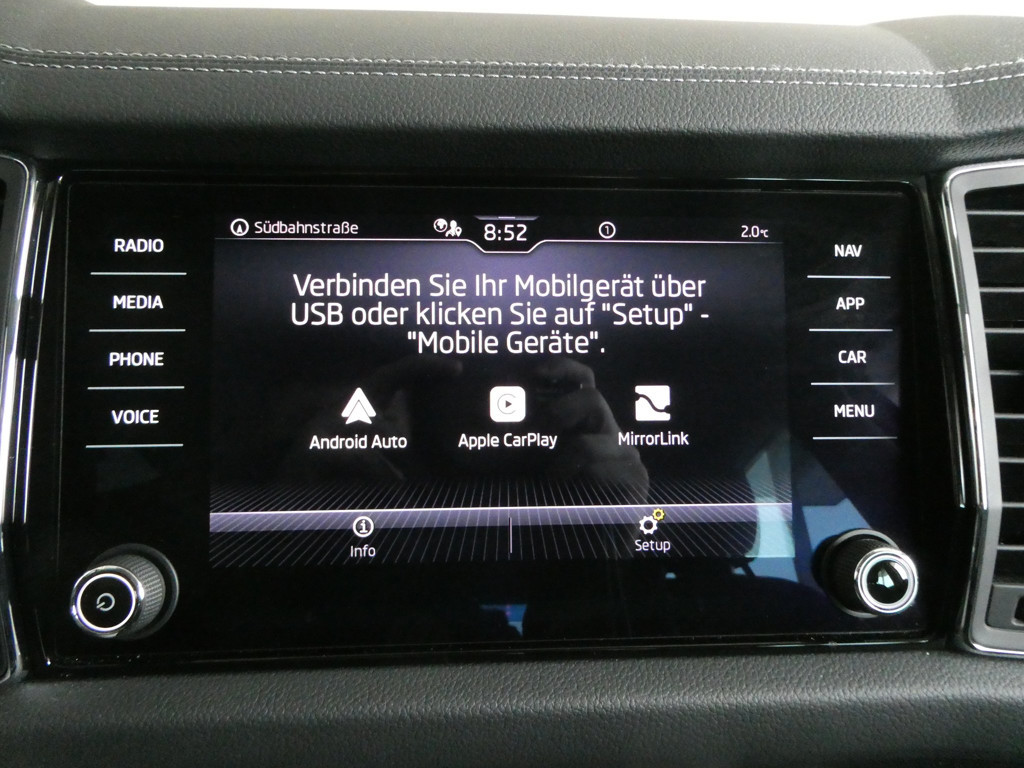 Südbahnstraße 8:52 1 2.0°C
RADIO
MEDIA
PHONE
VOICE
Verbinden Sie Ihr Mobilgerät über
USB oder klicken Sie auf "Setup" -
"Mobile Geräte".
Android Auto Apple CarPlay MirrorLink
Info Setup
NAV
APP
CAR
MENU